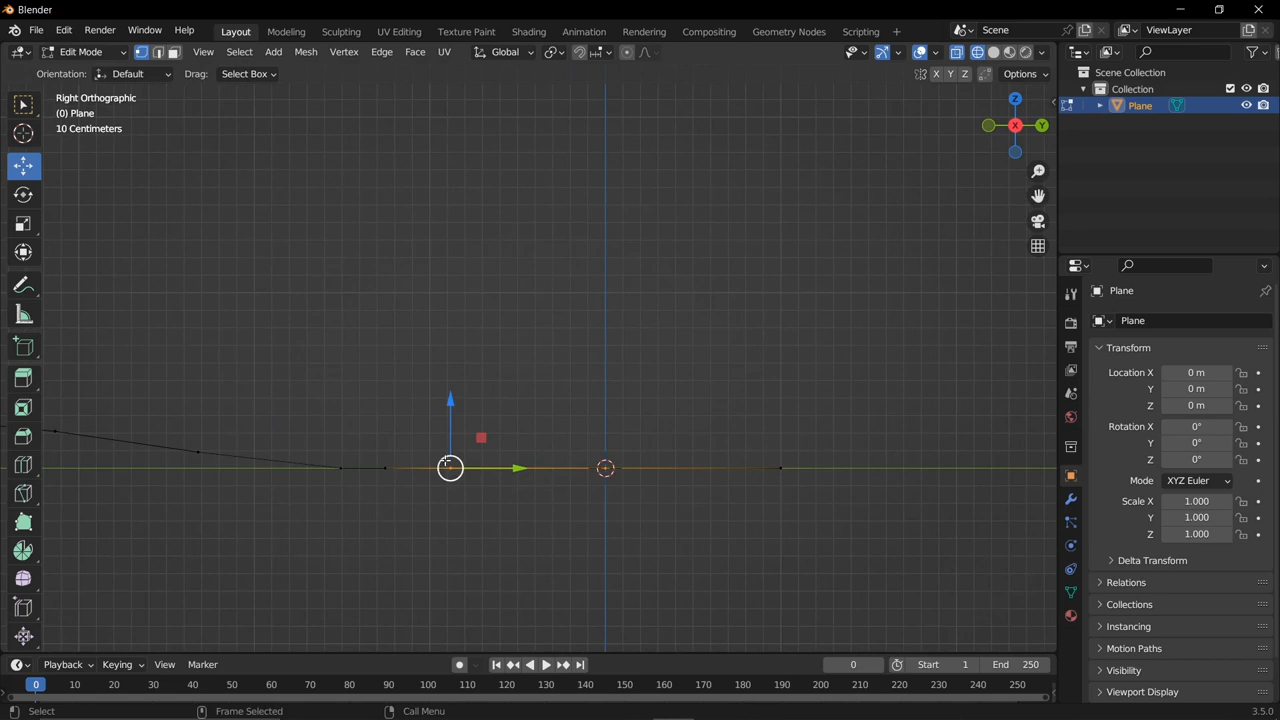 Blender
File Edit Render Window Help Layout Modeling Sculpting UV Editing Texture Paint Shading Animation Rendering Compositing Geometry Nodes Scripting + Scene ViewLayer
Edit Mode View Select Add Mesh Vertex Edge Face UV Global
Orientation: Default Drag: Select Box X Y Z Options
Right Orthographic
(0) Plane
10 Centimeters
Z
X
Y
Scene Collection
Collection
Plane
Plane
Plane
Transform
Location X 0 m
Y 0 m
Z 0 m
Rotation X 0°
Y 0°
Z 0°
Mode XYZ Euler
Scale X 1.000
Y 1.000
Z 1.000
Delta Transform
Relations
Collections
Instancing
Motion Paths
Visibility
Viewport Display
Playback Keying View Marker 0 Start 1 End 250
0 10 20 30 40 50 60 70 80 90 100 110 120 130 140 150 160 170 180 190 200 210 220 230 240 250
Select Frame Selected Call Menu 3.5.0